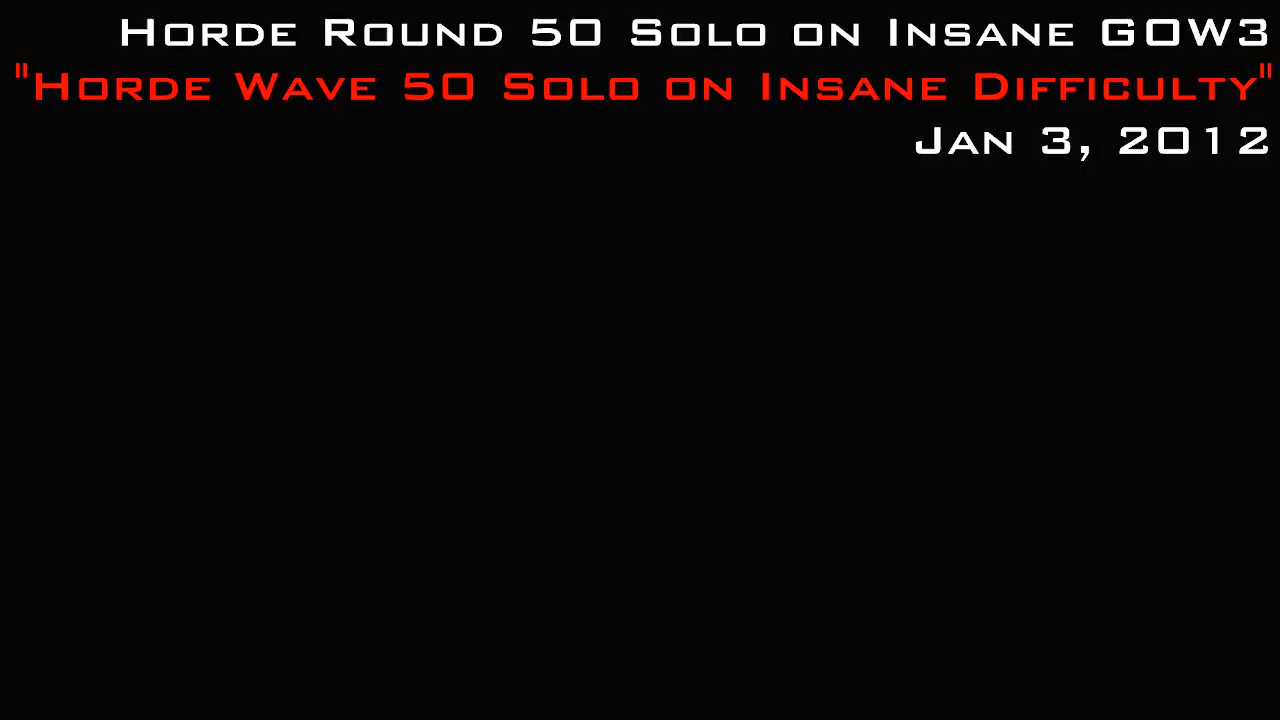 Horde Round 50 Solo on Insane GOW3
"Horde Wave 50 Solo on Insane Difficulty"
Jan 3, 2012